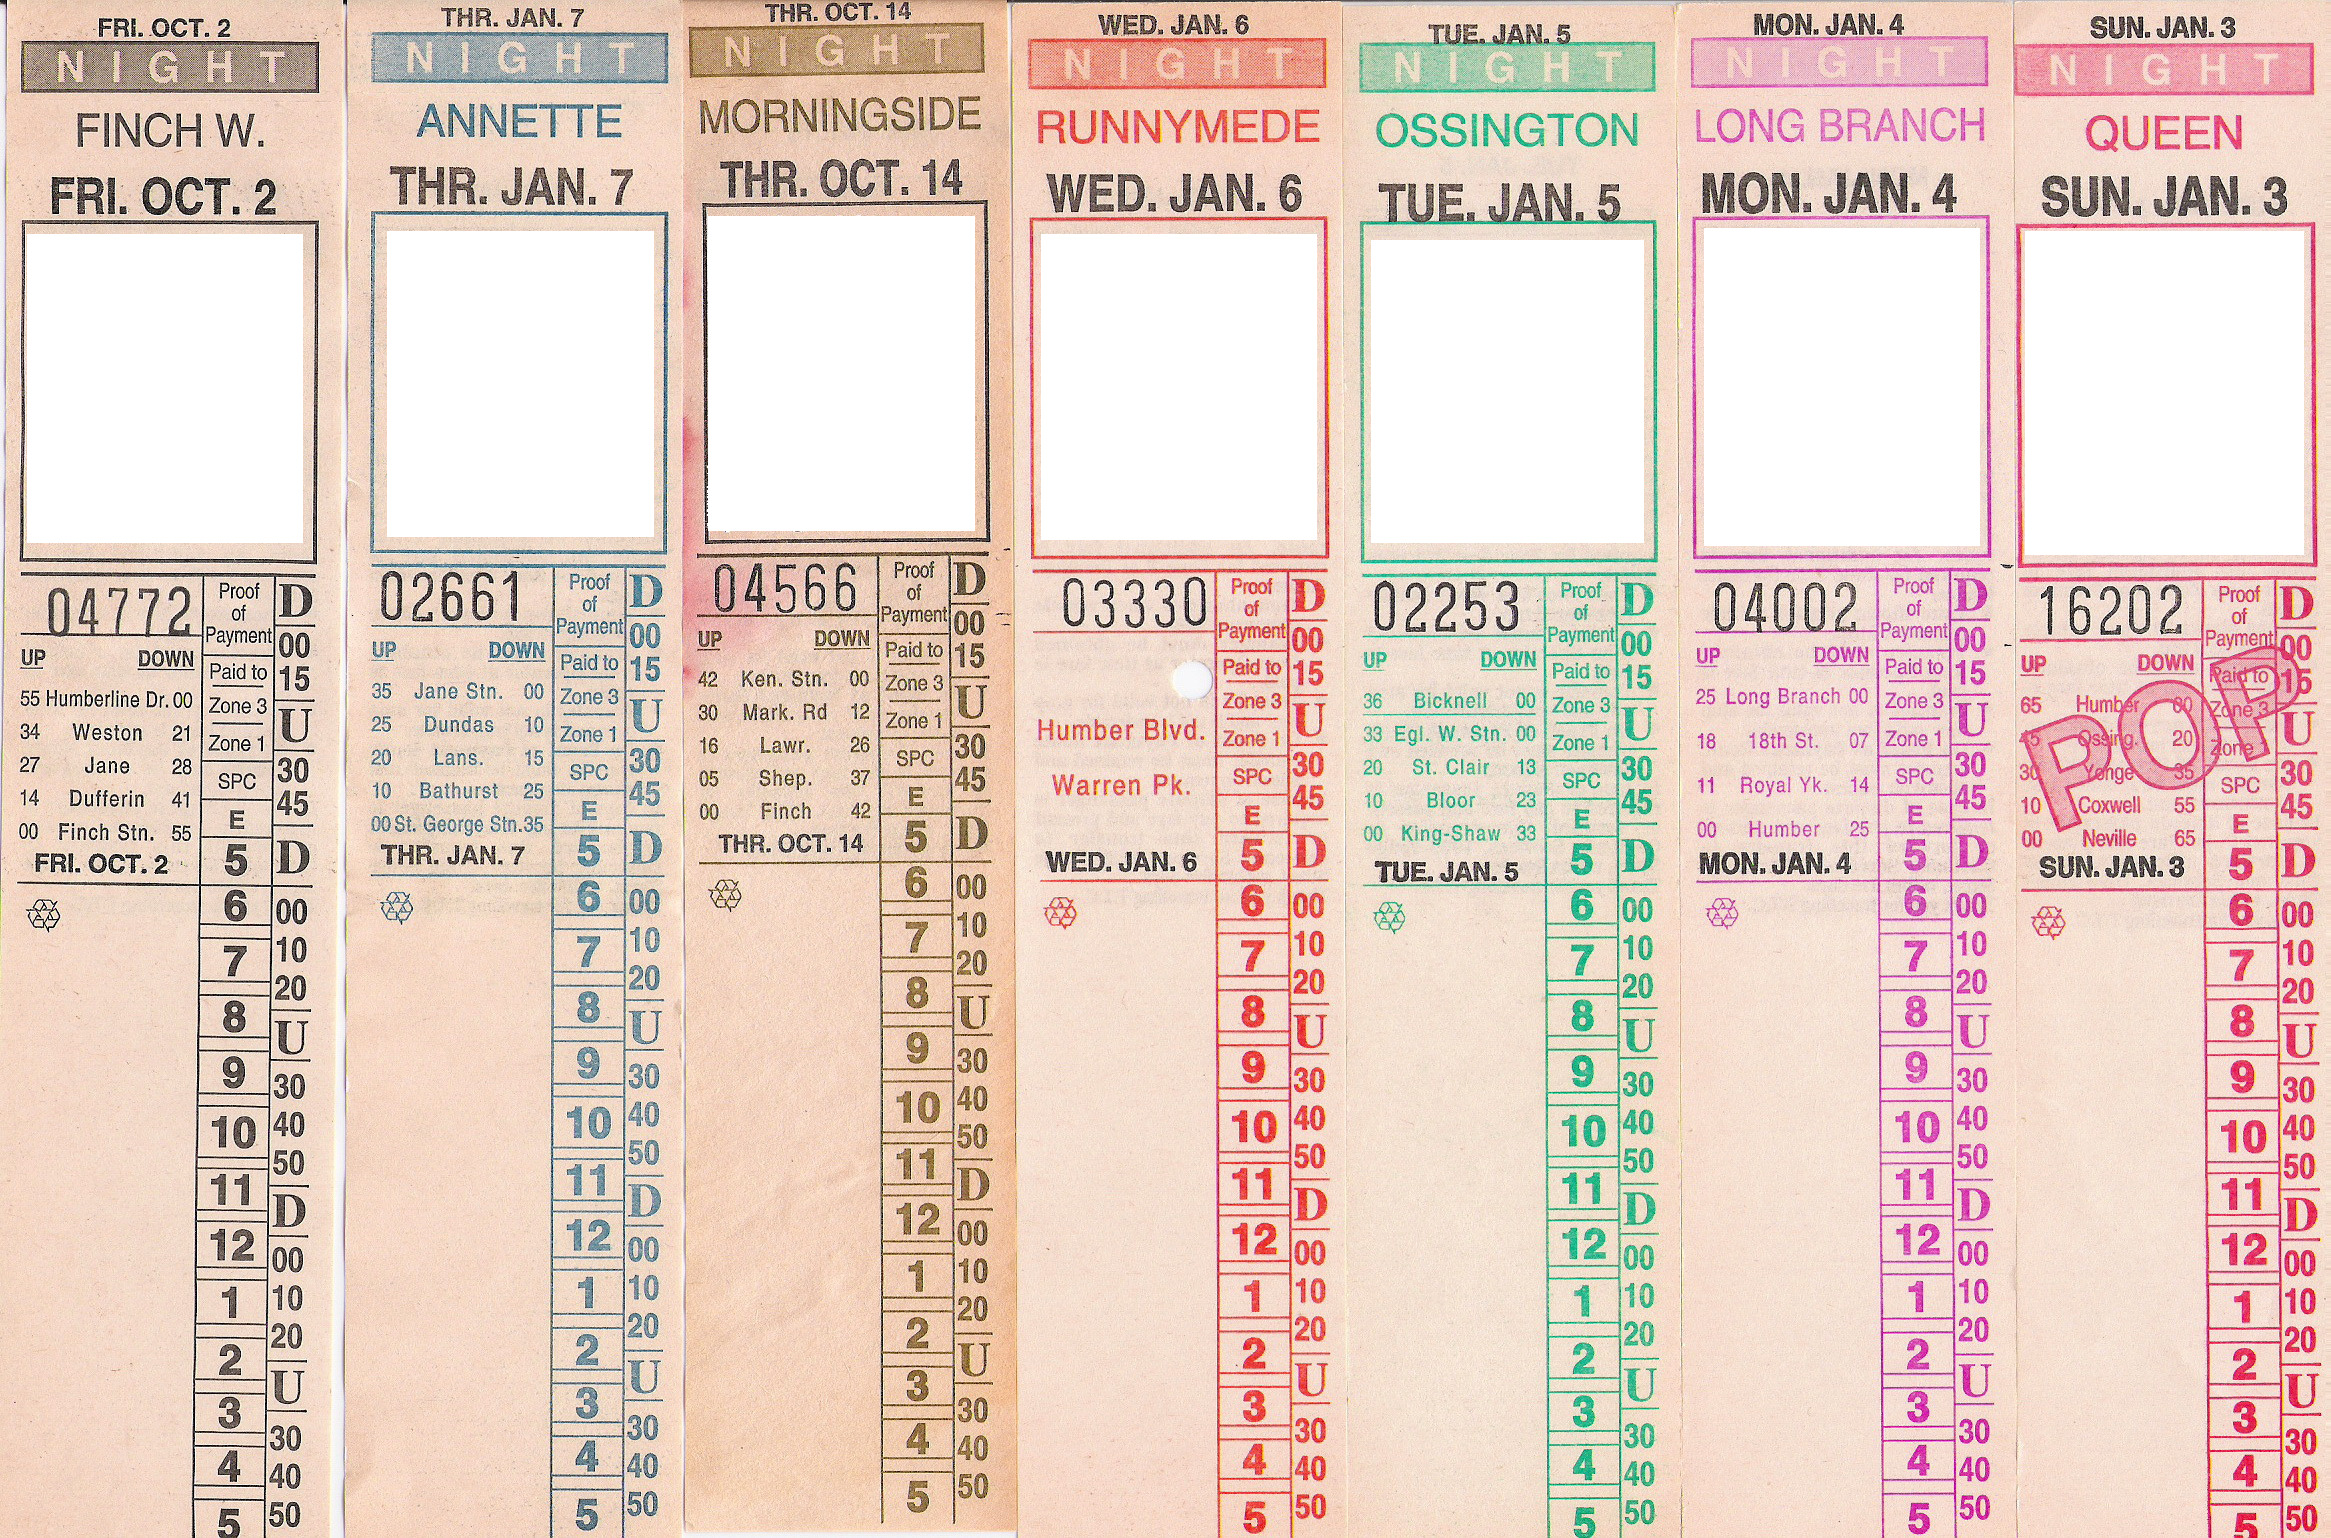 FRI. OCT. 2
NIGHT
FINCH W.
FRI. OCT. 2
04772
Proof
of
Payment
D
00
UP DOWN
Paid to
15
55 Humberline Dr. 00
Zone 3
U
34 Weston 21
Zone 1
27 Jane 28
SPC
30
14 Dufferin 41
E
45
00 Finch Stn. 55
FRI. OCT. 2
5
D
6
00
7
10
20
8
U
9
30
10
40
50
11
D
12
00
1
10
20
2
U
3
30
4
40
5
50
THR. JAN. 7
NIGHT
ANNETTE
THR. JAN. 7
02661
Proof
of
Payment
D
00
UP DOWN
Paid to
15
35 Jane Stn. 00
Zone 3
U
25 Dundas 10
Zone 1
20 Lans. 15
SPC
30
10 Bathurst 25
E
45
00 St. George Stn. 35
THR. JAN. 7
5
D
6
00
7
10
20
8
U
9
30
10
40
50
11
D
12
00
1
10
20
2
U
3
30
4
40
5
50
THR. OCT. 14
NIGHT
MORNINGSIDE
THR. OCT. 14
04566
Proof
of
Payment
D
00
UP DOWN
Paid to
15
42 Ken. Stn. 00
Zone 3
U
30 Mark. Rd 12
Zone 1
16 Lawr. 26
SPC
30
05 Shep. 37
E
45
00 Finch 42
THR. OCT. 14
5
D
6
00
7
10
20
8
U
9
30
10
40
50
11
D
12
00
1
10
20
2
U
3
30
4
40
5
50
WED. JAN. 6
NIGHT
RUNNYMEDE
WED. JAN. 6
03330
Proof
of
Payment
D
00
Paid to
15
Zone 3
U
Humber Blvd.
Zone 1
Warren Pk.
SPC
30
E
45
WED. JAN. 6
5
D
6
00
7
10
20
8
U
9
30
10
40
50
11
D
12
00
1
10
20
2
U
3
30
4
40
5
50
TUE. JAN. 5
NIGHT
OSSINGTON
TUE. JAN. 5
02253
Proof
of
Payment
D
00
UP DOWN
Paid to
15
36 Bicknell 00
Zone 3
U
33 Egl. W. Stn. 00
Zone 1
20 St. Clair 13
SPC
30
10 Bloor 23
E
45
00 King-Shaw 33
TUE. JAN. 5
5
D
6
00
7
10
20
8
U
9
30
10
40
50
11
D
12
00
1
10
20
2
U
3
30
4
40
5
50
MON. JAN. 4
NIGHT
LONG BRANCH
MON. JAN. 4
04002
Proof
of
Payment
D
00
UP DOWN
Paid to
15
25 Long Branch 00
Zone 3
U
18 18th St. 07
Zone 1
11 Royal Yk. 14
SPC
30
E
45
00 Humber 25
MON. JAN. 4
5
D
6
00
7
10
20
8
U
9
30
10
40
50
11
D
12
00
1
10
20
2
U
3
30
4
40
5
50
SUN. JAN. 3
NIGHT
QUEEN
SUN. JAN. 3
16202
Proof
of
Payment
D
00
UP DOWN
Paid to
15
POP
65 Humber 00
Zone 3
U
45 Ossing. 20
Zone 1
30 Yonge 35
SPC
30
10 Coxwell 55
E
45
00 Neville 65
SUN. JAN. 3
5
D
6
00
7
10
20
8
U
9
30
10
40
50
11
D
12
00
1
10
20
2
U
3
30
4
40
5
50